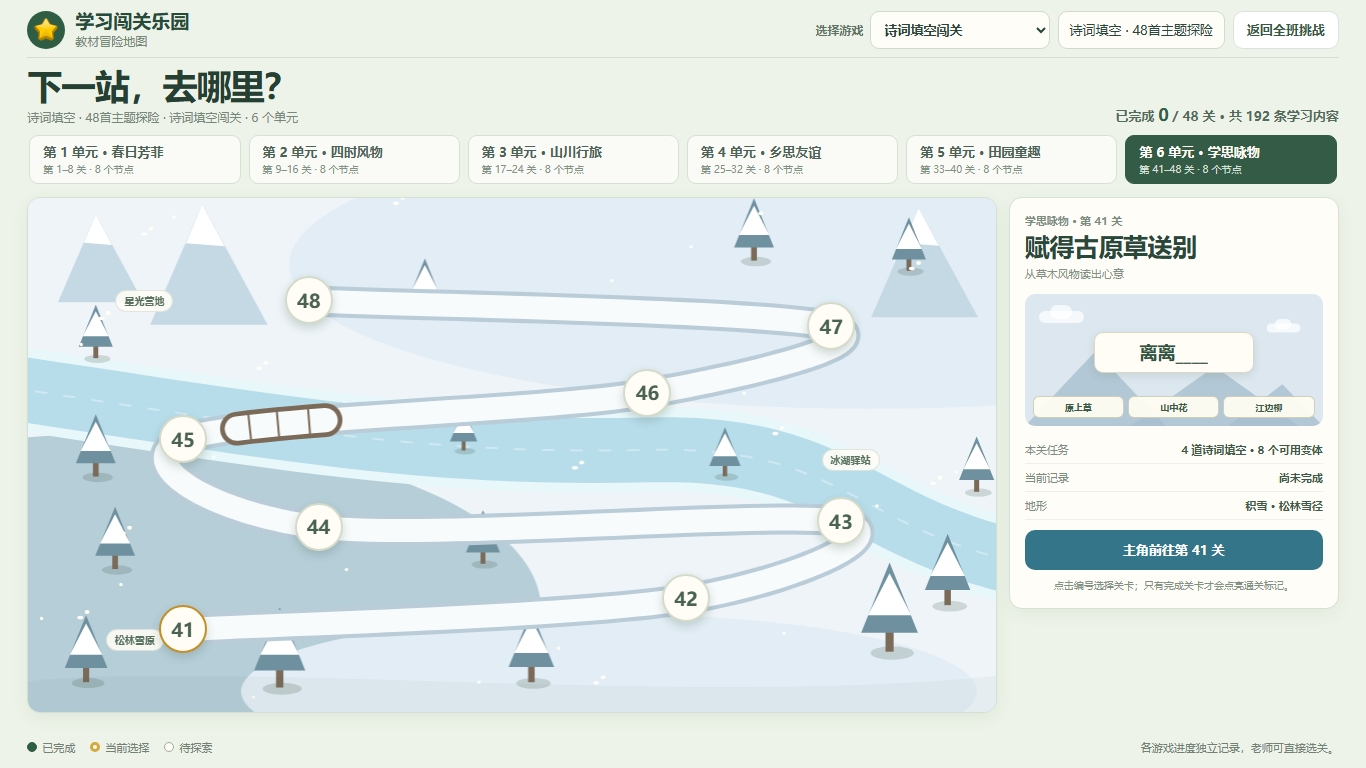 学习闯关乐园
教材冒险地图
选择游戏
诗词填空闯关
诗词填空 · 48首主题探险
返回全班挑战
下一站，去哪里？
诗词填空 · 48首主题探险 · 诗词填空闯关 · 6 个单元
已完成 0 / 48 关 • 共 192 条学习内容
第 1 单元 • 春日芳菲
第 1–8 关 · 8 个节点
第 2 单元 • 四时风物
第 9–16 关 · 8 个节点
第 3 单元 • 山川行旅
第 17–24 关 · 8 个节点
第 4 单元 • 乡思友谊
第 25–32 关 · 8 个节点
第 5 单元 • 田园童趣
第 33–40 关 · 8 个节点
第 6 单元 • 学思咏物
第 41–48 关 · 8 个节点
星光营地
48
47
46
45
冰湖驿站
44
43
42
松林雪原
41
学思咏物 • 第 41 关
赋得古原草送别
从草木风物读出心意
离离____
原上草
山中花
江边柳
本关任务
4 道诗词填空 • 8 个可用变体
当前记录
尚未完成
地形
积雪 • 松林雪径
主角前往第 41 关
点击编号选择关卡；只有完成关卡才会点亮通关标记。
已完成
当前选择
待探索
各游戏进度独立记录，老师可直接选关。